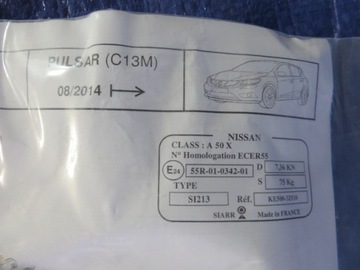 PULSAR (C13M)
08/2014
NISSAN
CLASS : A 50 X
N° Homologation ECER55
E24 55R-01-0342-01 D 7,36 KN
TYPE S 75 Kg
SI213 Réf.
SIARR Made in FRANCE